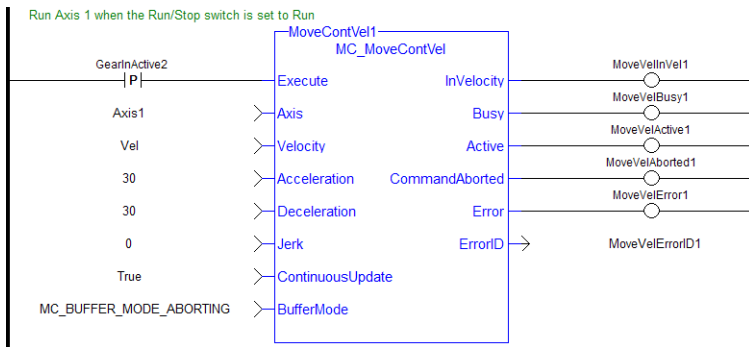 Run Axis 1 when the Run/Stop switch is set to Run
MoveContVel1
MC_MoveContVel
GearInActive2
P
Execute
InVelocity
MoveVelInVel1
Axis1
Axis
Busy
MoveVelBusy1
Vel
Velocity
Active
MoveVelActive1
30
Acceleration
CommandAborted
MoveVelAborted1
30
Deceleration
Error
MoveVelError1
0
Jerk
ErrorID
MoveVelErrorID1
True
ContinuousUpdate
MC_BUFFER_MODE_ABORTING
BufferMode